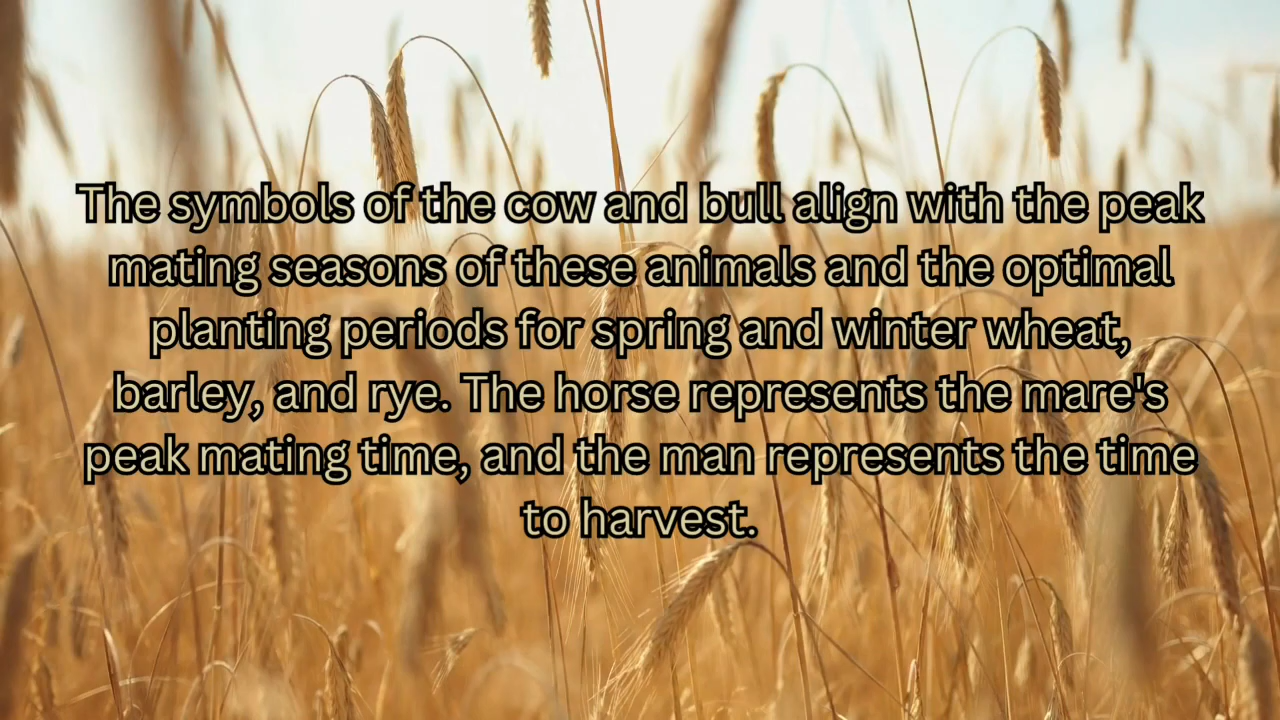 The symbols of the cow and bull align with the peak
mating seasons of these animals and the optimal
planting periods for spring and winter wheat,
barley, and rye. The horse represents the mare's
peak mating time, and the man represents the time
to harvest.